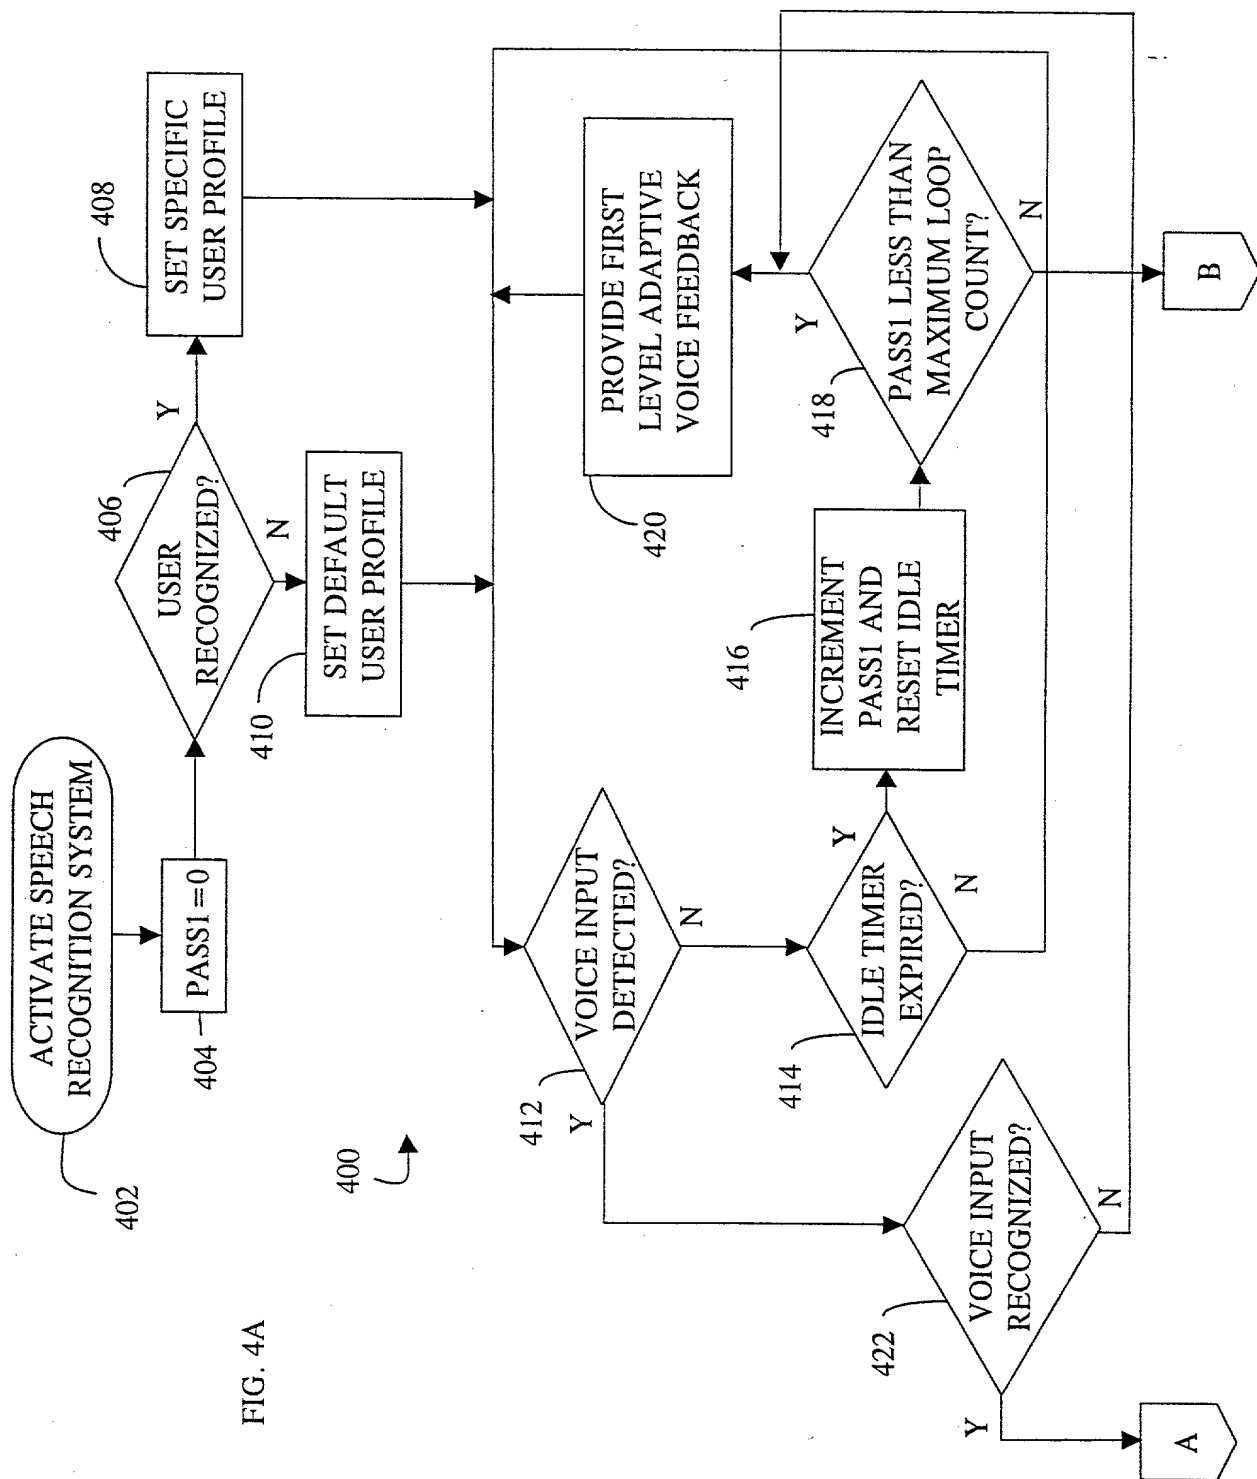 FIG. 4A
400
402
ACTIVATE SPEECH
RECOGNITION SYSTEM
404
PASS1=0
406
USER
RECOGNIZED?
Y
N
408
SET SPECIFIC
USER PROFILE
410
SET DEFAULT
USER PROFILE
412
VOICE INPUT
DETECTED?
Y
N
414
IDLE TIMER
EXPIRED?
Y
N
416
INCREMENT
PASS1 AND
RESET IDLE
TIMER
418
PASS1 LESS THAN
MAXIMUM LOOP
COUNT?
Y
N
420
PROVIDE FIRST
LEVEL ADAPTIVE
VOICE FEEDBACK
422
VOICE INPUT
RECOGNIZED?
Y
N
A
B